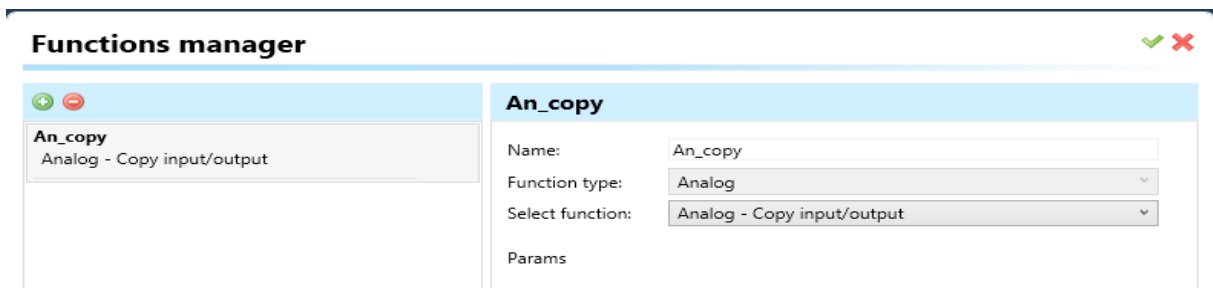 Functions manager
An_copy
Analog - Copy input/output
An_copy
Name: An_copy
Function type: Analog
Select function: Analog - Copy input/output
Params